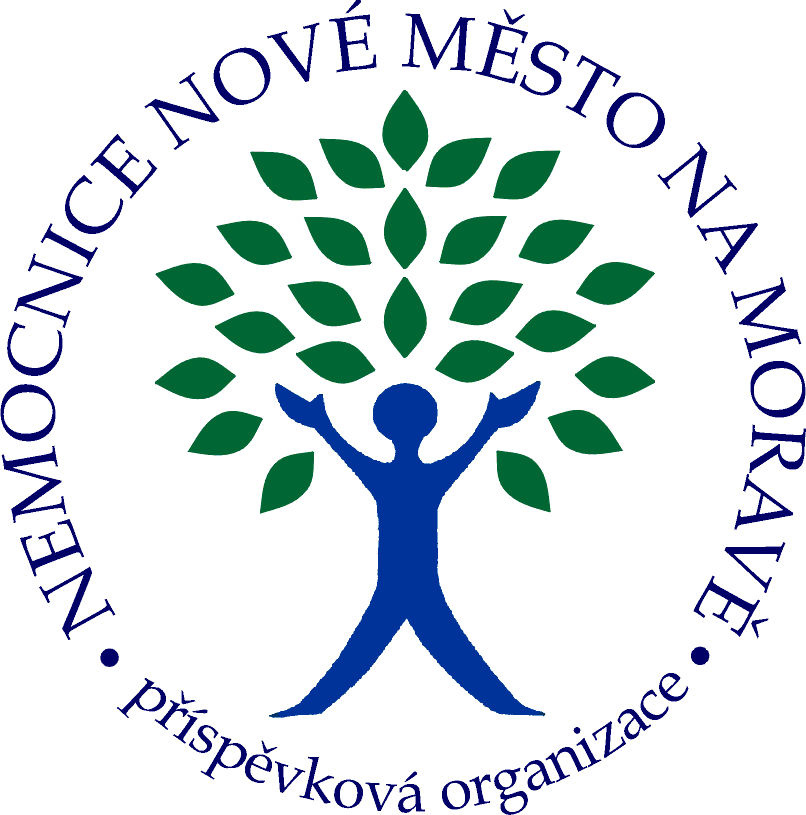 NEMOCNICE NOVÉ MĚSTO NA MORAVĚ
• příspěvková organizace •